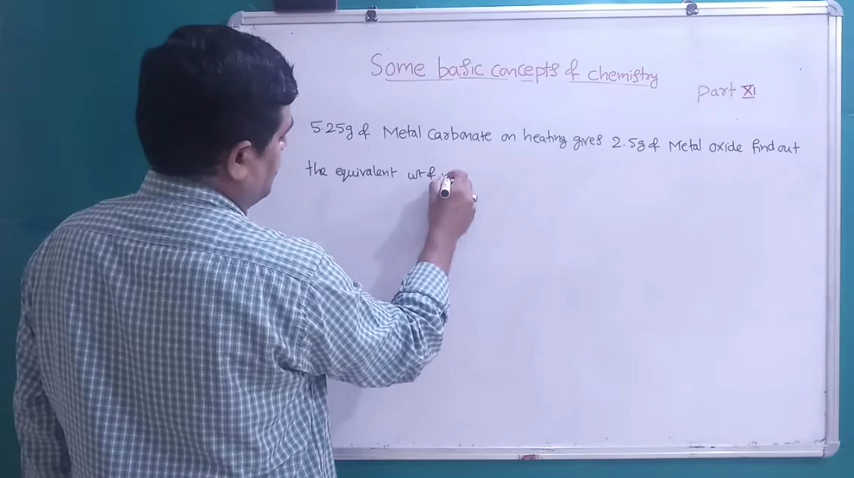 Some basic concepts of chemistry
Part XI
5.25g of Metal Carbonate on heating gives 2.5g of Metal oxide find out
the equivalent wt of